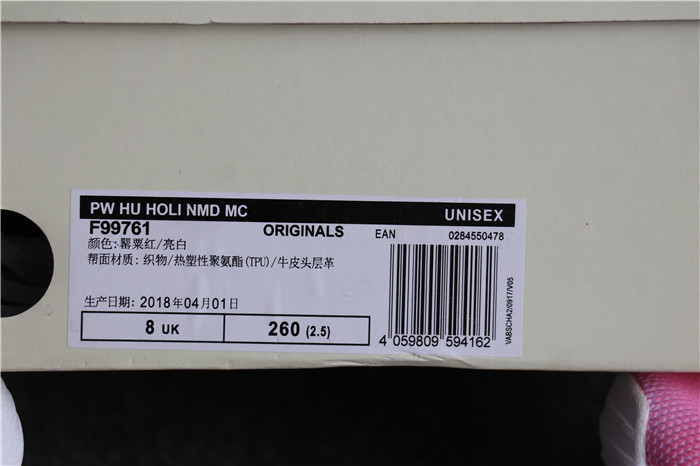 PW HU HOLI NMD MC UNISEX
F99761 ORIGINALS EAN 0284550478
颜色:罂粟红/亮白
帮面材质: 织物/热塑性聚氨酯(TPU)/牛皮头层革
生产日期: 2018年04月01日
8 UK 260 (2.5)
4 059809 594162
VABSCHA2/0917/V05